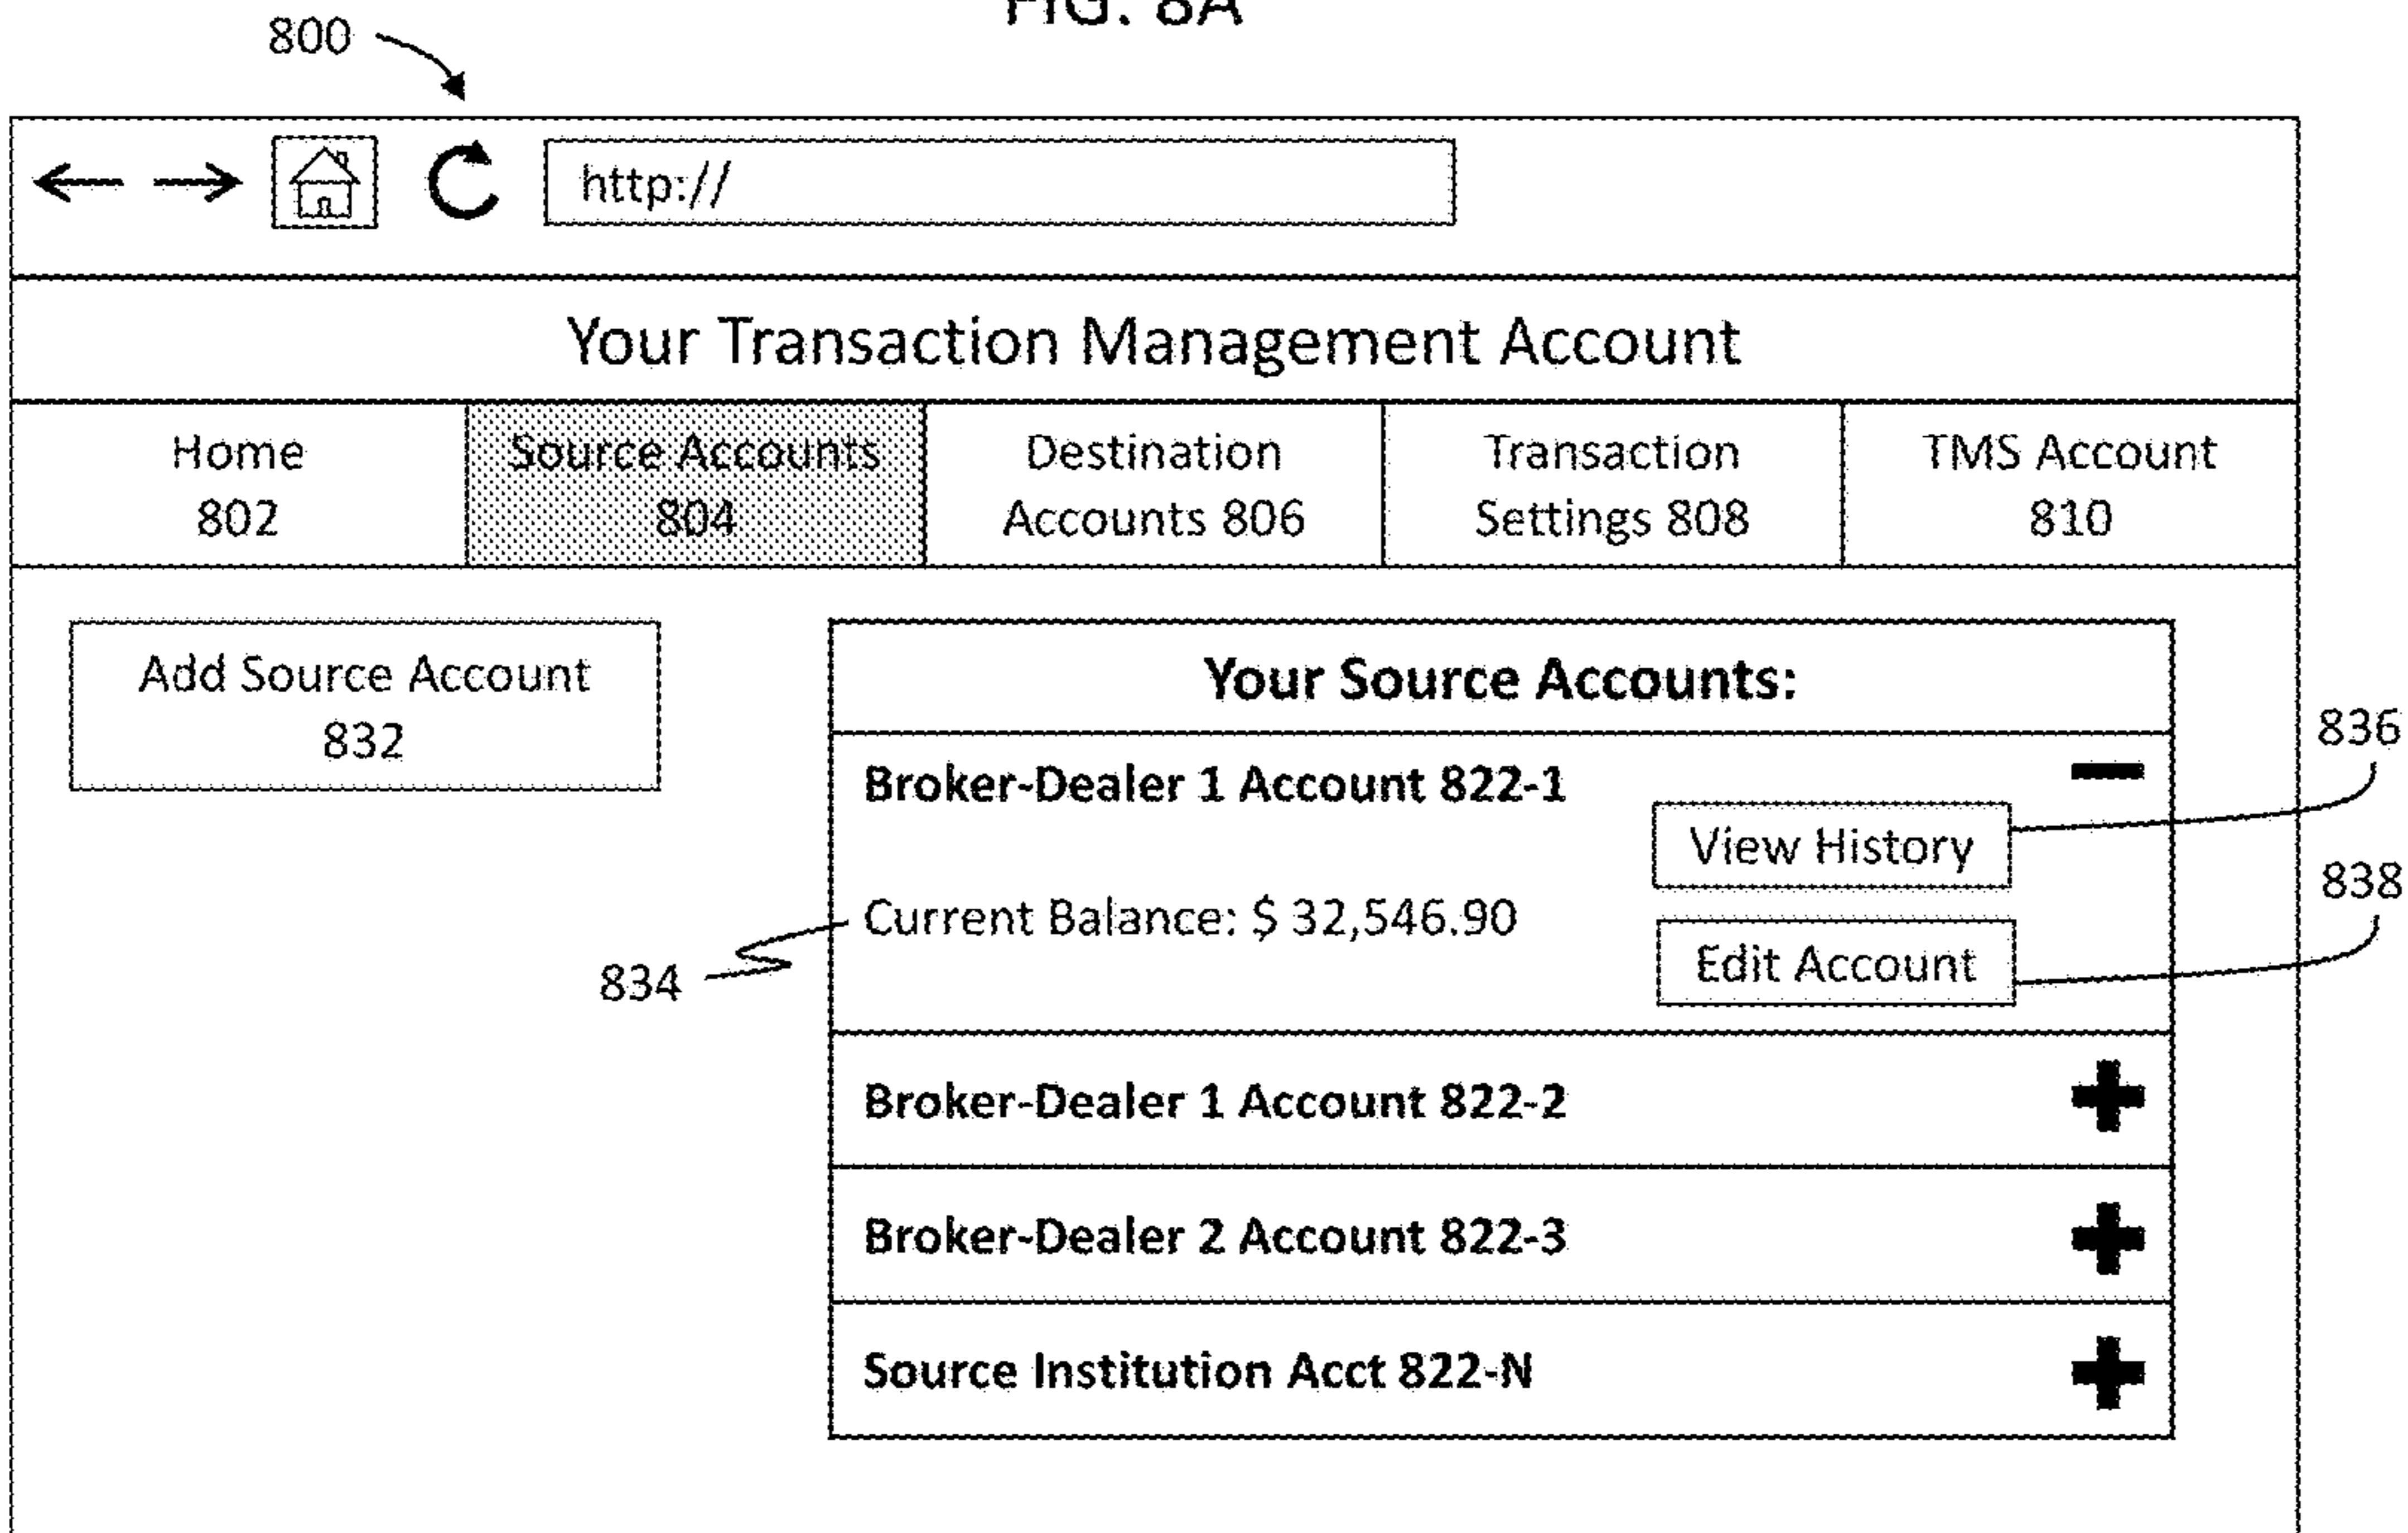 FIG. 8A
800
http://
Your Transaction Management Account
Home
802
Source Accounts
804
Destination
Accounts 806
Transaction
Settings 808
TMS Account
810
Add Source Account
832
Your Source Accounts:
836
Broker-Dealer 1 Account 822-1
View History
838
Current Balance: $ 32,546.90
Edit Account
834
Broker-Dealer 1 Account 822-2
Broker-Dealer 2 Account 822-3
Source Institution Acct 822-N